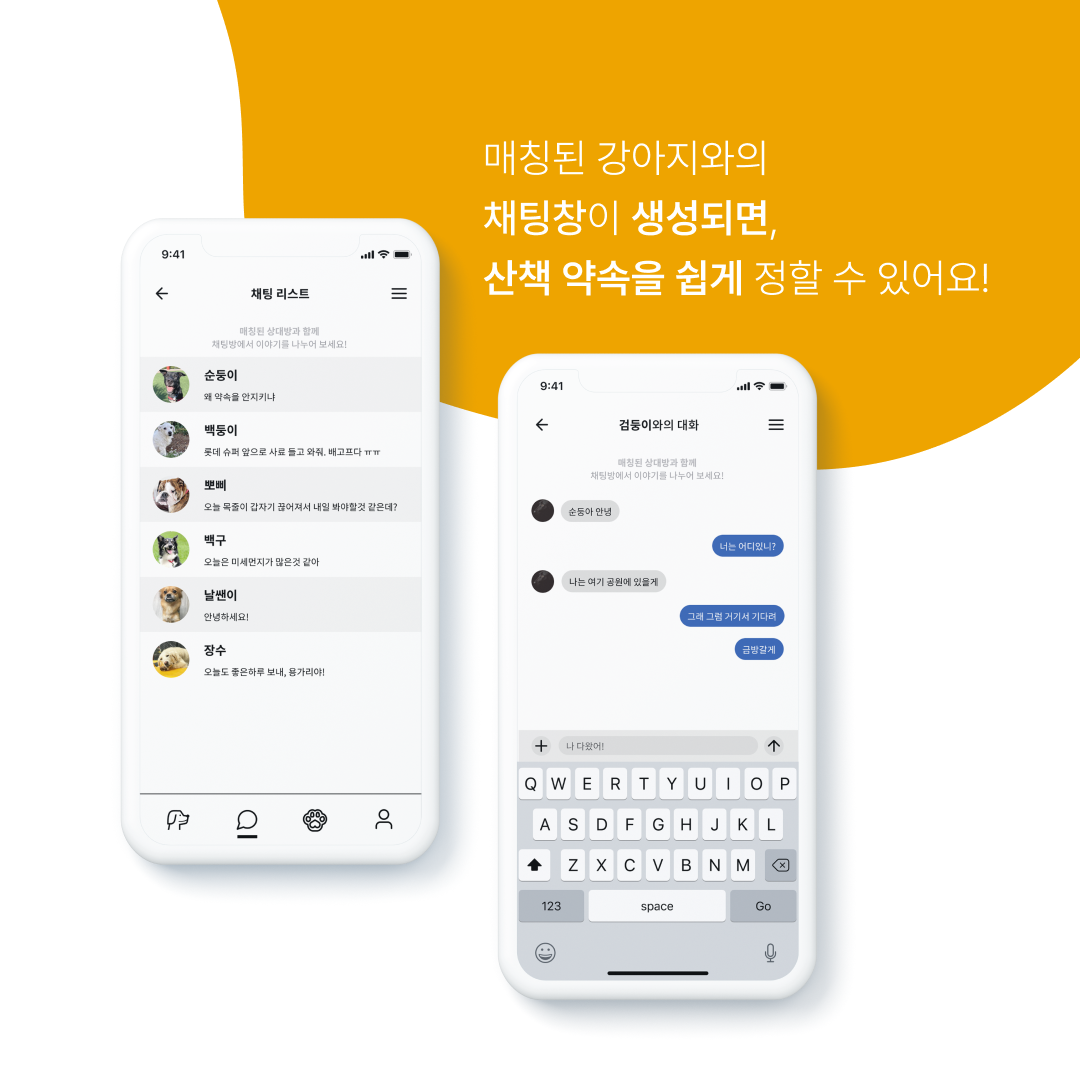 매칭된 강아지와의
채팅창이 생성되면,
산책 약속을 쉽게 정할 수 있어요!
9:41
채팅 리스트
매칭된 상대방과 함께
채팅방에서 이야기를 나누어 보세요!
순둥이
왜 약속을 안지키냐
백둥이
롯데 슈퍼 앞으로 사료 들고 와줘. 배고프다 ㅠㅠ
뽀삐
오늘 목줄이 갑자기 끊어져서 내일 봐야할것 같은데?
백구
오늘은 미세먼지가 많은것 같아
날쌘이
안녕하세요!
장수
오늘도 좋은하루 보내, 용가리야!
9:41
검둥이와의 대화
매칭된 상대방과 함께
채팅방에서 이야기를 나누어 보세요!
순둥아 안녕
너는 어디있니?
나는 여기 공원에 있을게
그래 그럼 거기서 기다려
금방갈게
나 다왔어!
Q W E R T Y U I O P
A S D F G H J K L
Z X C V B N M
123 space Go